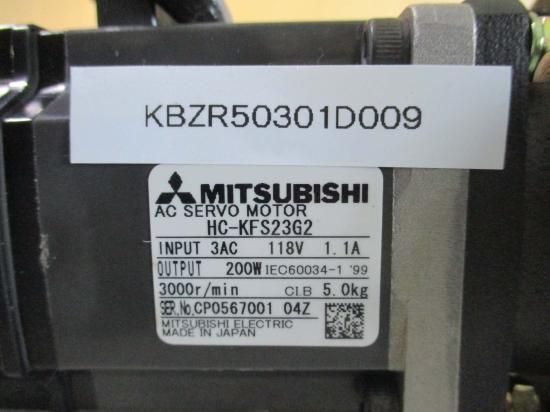 KBZR50301D009
MITSUBISHI
AC SERVO MOTOR
HC-KFS23G2
INPUT 3AC 118V 1.1A
OUTPUT 200W IEC60034-1 '99
3000r/min CI.B 5.0kg
SER.No.CP0567001 04Z
MITSUBISHI ELECTRIC
MADE IN JAPAN